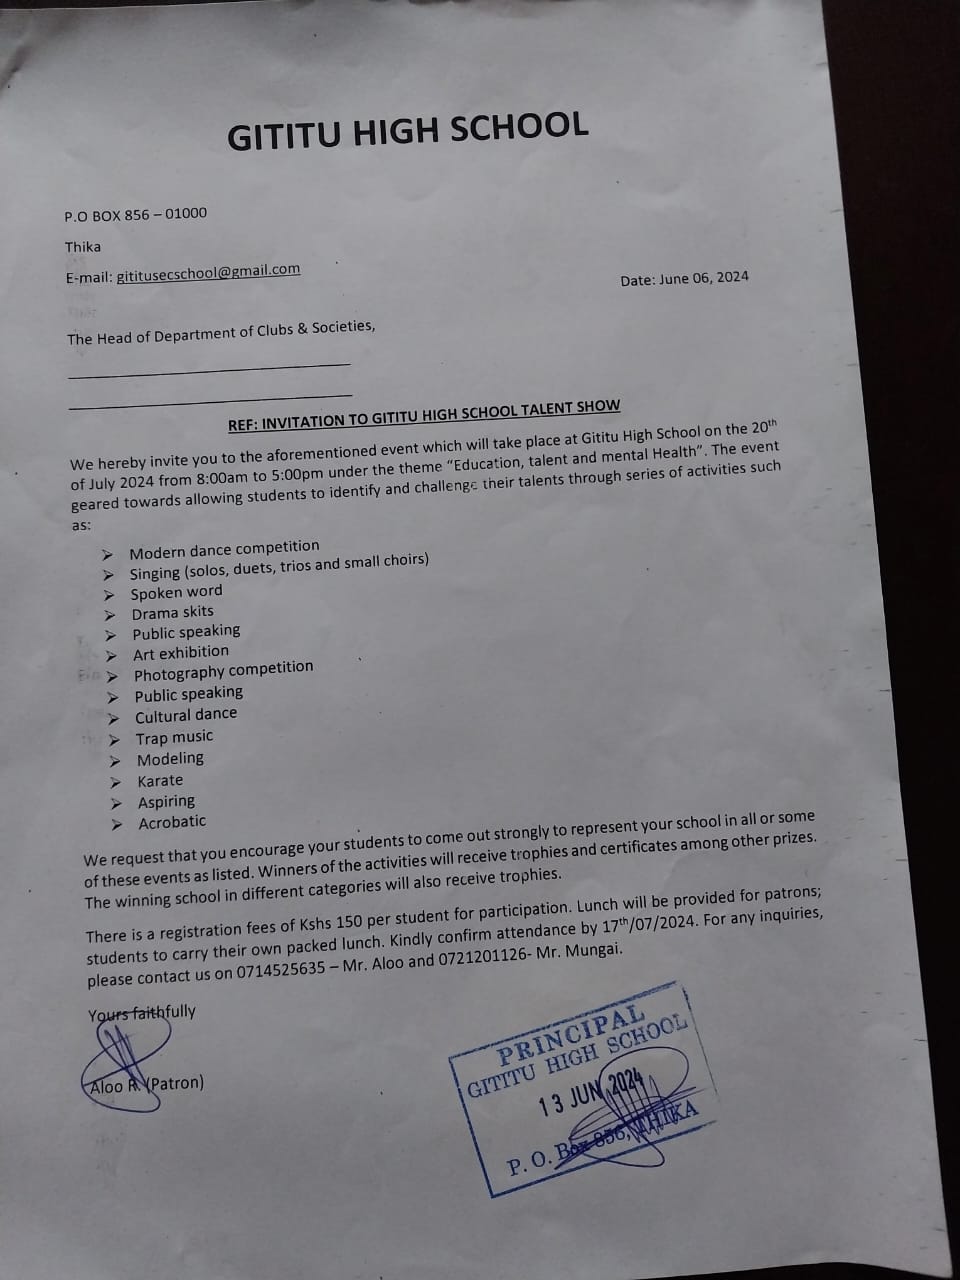 GITITU HIGH SCHOOL
P.O BOX 856 – 01000
Thika
E-mail: gititusecschool@gmail.com
Date: June 06, 2024
The Head of Department of Clubs & Societies,
REF: INVITATION TO GITITU HIGH SCHOOL TALENT SHOW
We hereby invite you to the aforementioned event which will take place at Gititu High School on the 20th
of July 2024 from 8:00am to 5:00pm under the theme “Education, talent and mental Health”. The event
geared towards allowing students to identify and challenge their talents through series of activities such
as:
➢ Modern dance competition
➢ Singing (solos, duets, trios and small choirs)
➢ Spoken word
➢ Drama skits
➢ Public speaking
➢ Art exhibition
➢ Photography competition
➢ Public speaking
➢ Cultural dance
➢ Trap music
➢ Modeling
➢ Karate
➢ Aspiring
➢ Acrobatic
We request that you encourage your students to come out strongly to represent your school in all or some
of these events as listed. Winners of the activities will receive trophies and certificates among other prizes.
The winning school in different categories will also receive trophies.
There is a registration fees of Kshs 150 per student for participation. Lunch will be provided for patrons;
students to carry their own packed lunch. Kindly confirm attendance by 17th/07/2024. For any inquiries,
please contact us on 0714525635 – Mr. Aloo and 0721201126- Mr. Mungai.
Yours faithfully
Aloo R. (Patron)
PRINCIPAL
GITITU HIGH SCHOOL
13 JUN 2024
P. O. Box 856, THIKA